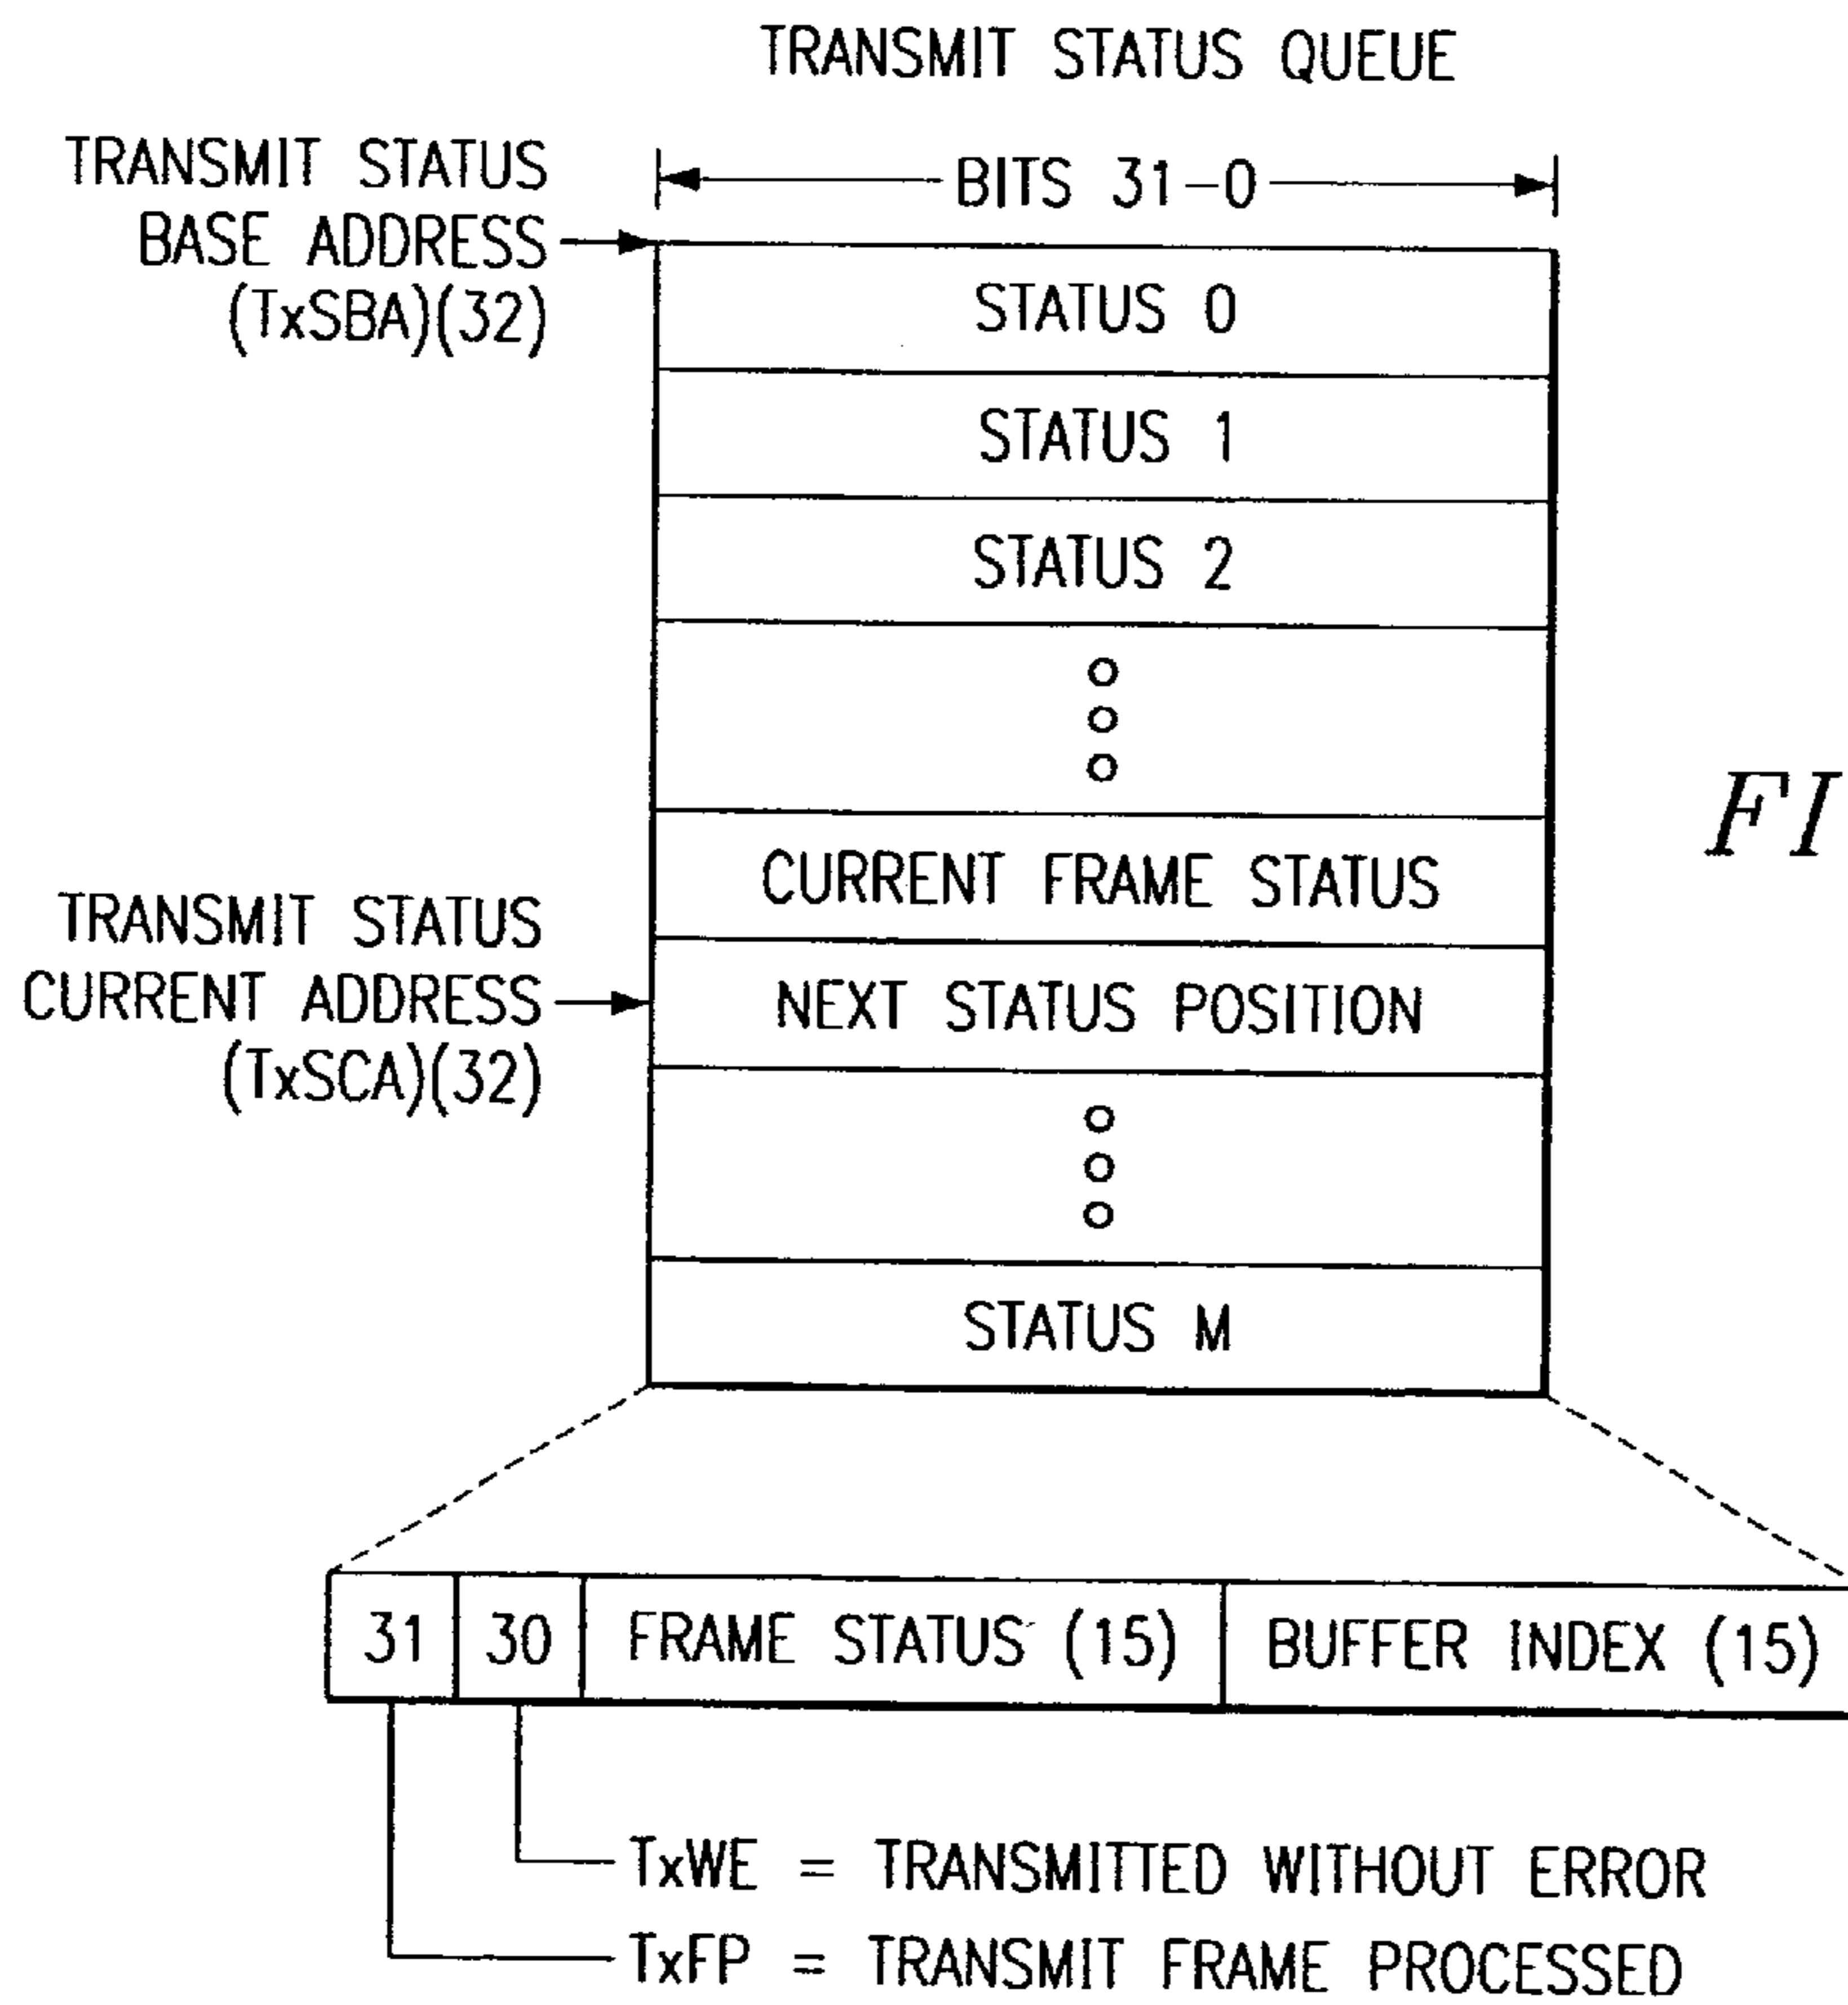 TRANSMIT STATUS QUEUE
TRANSMIT STATUS
BASE ADDRESS
(TxSBA)(32)
BITS 31-0
STATUS 0
STATUS 1
STATUS 2
CURRENT FRAME STATUS
TRANSMIT STATUS
CURRENT ADDRESS
(TxSCA)(32)
NEXT STATUS POSITION
STATUS M
FI
31
30
FRAME STATUS (15)
BUFFER INDEX (15)
TxWE = TRANSMITTED WITHOUT ERROR
TxFP = TRANSMIT FRAME PROCESSED